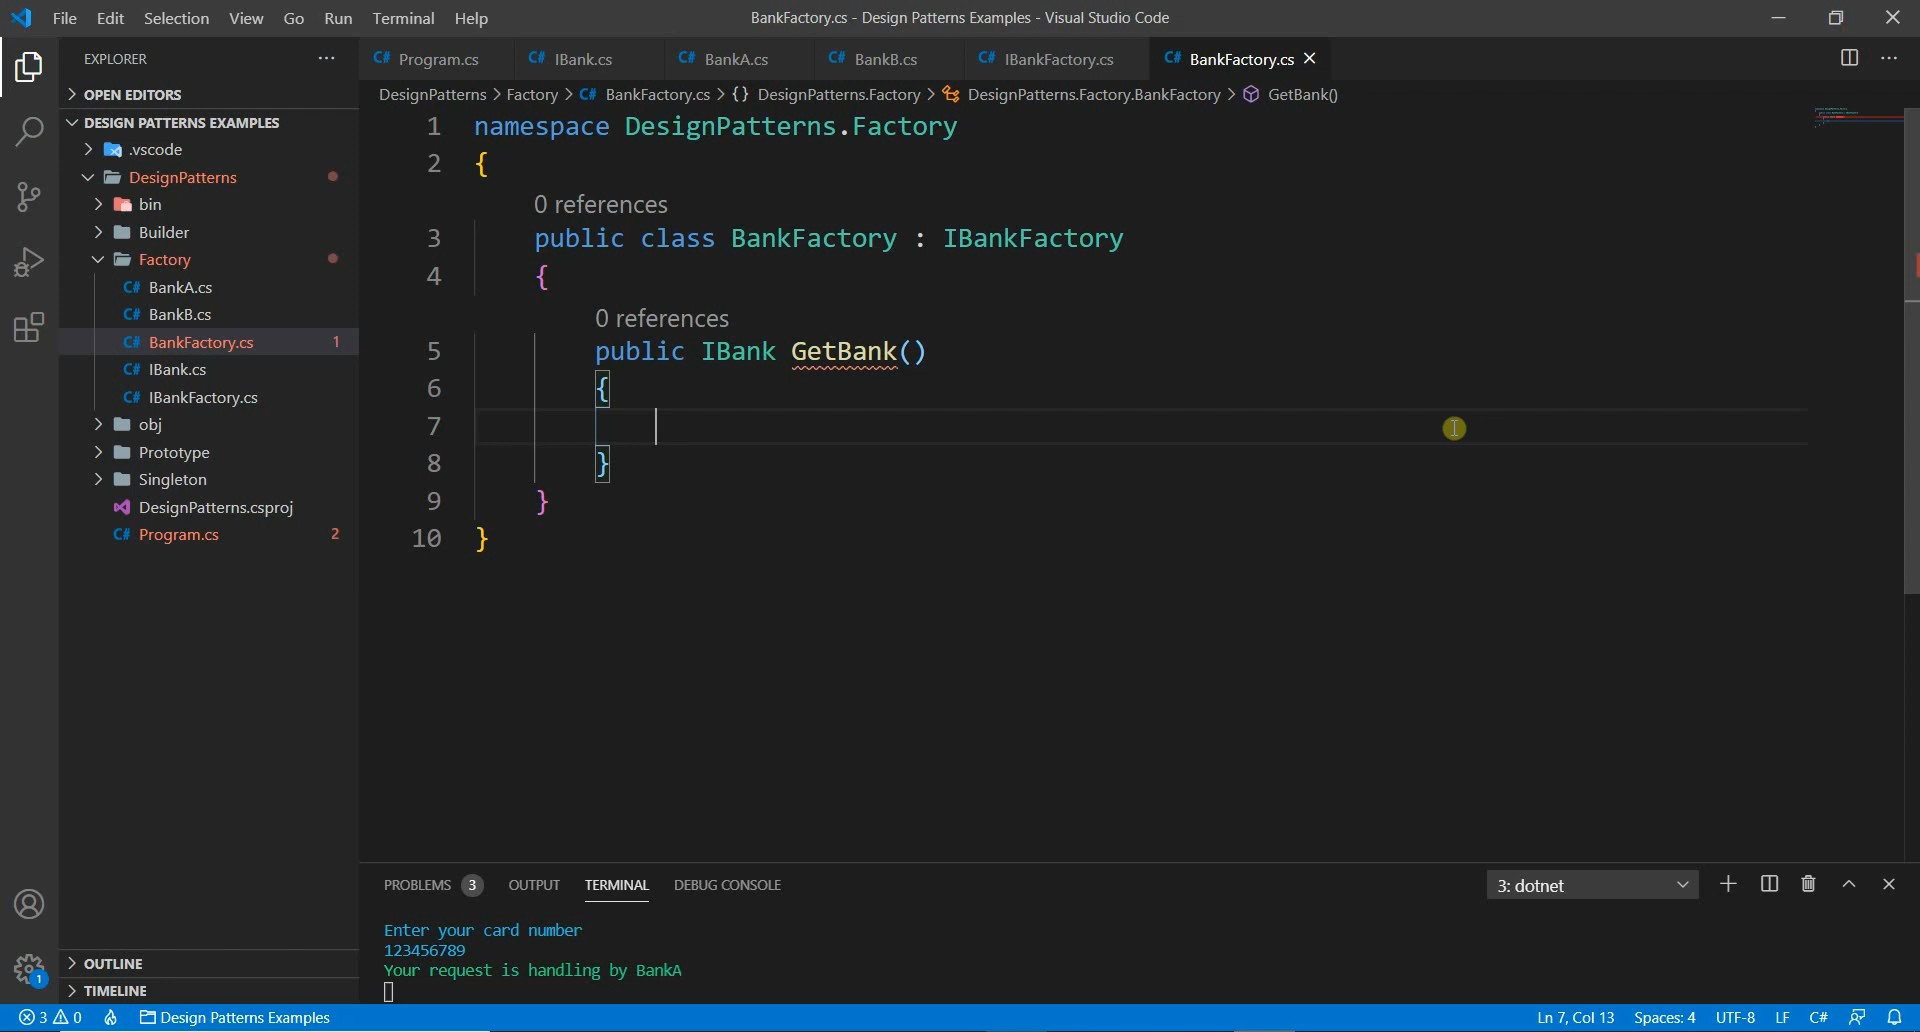 File Edit Selection View Go Run Terminal Help
BankFactory.cs - Design Patterns Examples - Visual Studio Code
EXPLORER
OPEN EDITORS
DESIGN PATTERNS EXAMPLES
.vscode
DesignPatterns
bin
Builder
Factory
C# BankA.cs
C# BankB.cs
C# BankFactory.cs 1
C# IBank.cs
C# IBankFactory.cs
obj
Prototype
Singleton
DesignPatterns.csproj
C# Program.cs 2
OUTLINE
TIMELINE
C# Program.cs C# IBank.cs C# BankA.cs C# BankB.cs C# IBankFactory.cs C# BankFactory.cs
DesignPatterns > Factory > C# BankFactory.cs > {} DesignPatterns.Factory > DesignPatterns.Factory.BankFactory > GetBank()
1 namespace DesignPatterns.Factory
2 {
0 references
3 public class BankFactory : IBankFactory
4 {
0 references
5 public IBank GetBank()
6 {
7
8 }
9 }
10 }
PROBLEMS 3 OUTPUT TERMINAL DEBUG CONSOLE
3: dotnet
Enter your card number
123456789
Your request is handling by BankA
1
3 0 Design Patterns Examples
Ln 7, Col 13 Spaces: 4 UTF-8 LF C#